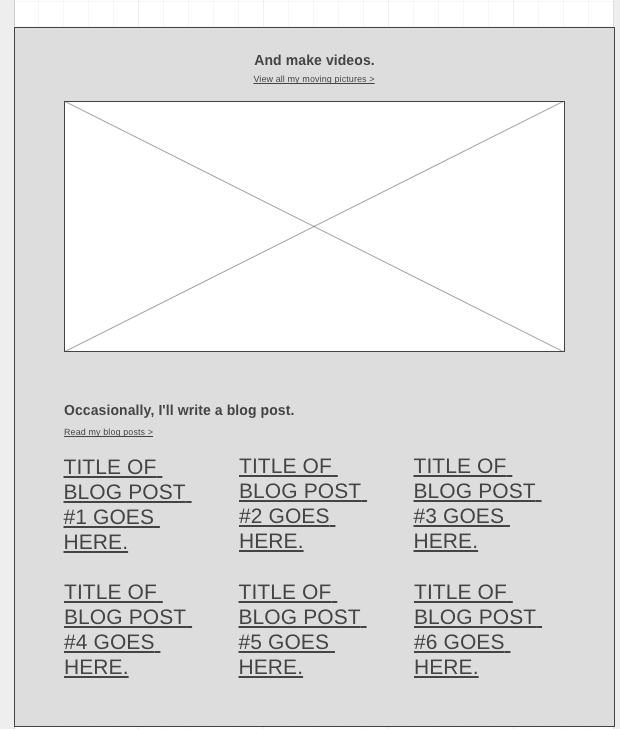 And make videos.
View all my moving pictures >
Occasionally, I'll write a blog post.
Read my blog posts >
TITLE OF
BLOG POST
#1 GOES
HERE.
TITLE OF
BLOG POST
#2 GOES
HERE.
TITLE OF
BLOG POST
#3 GOES
HERE.
TITLE OF
BLOG POST
#4 GOES
HERE.
TITLE OF
BLOG POST
#5 GOES
HERE.
TITLE OF
BLOG POST
#6 GOES
HERE.